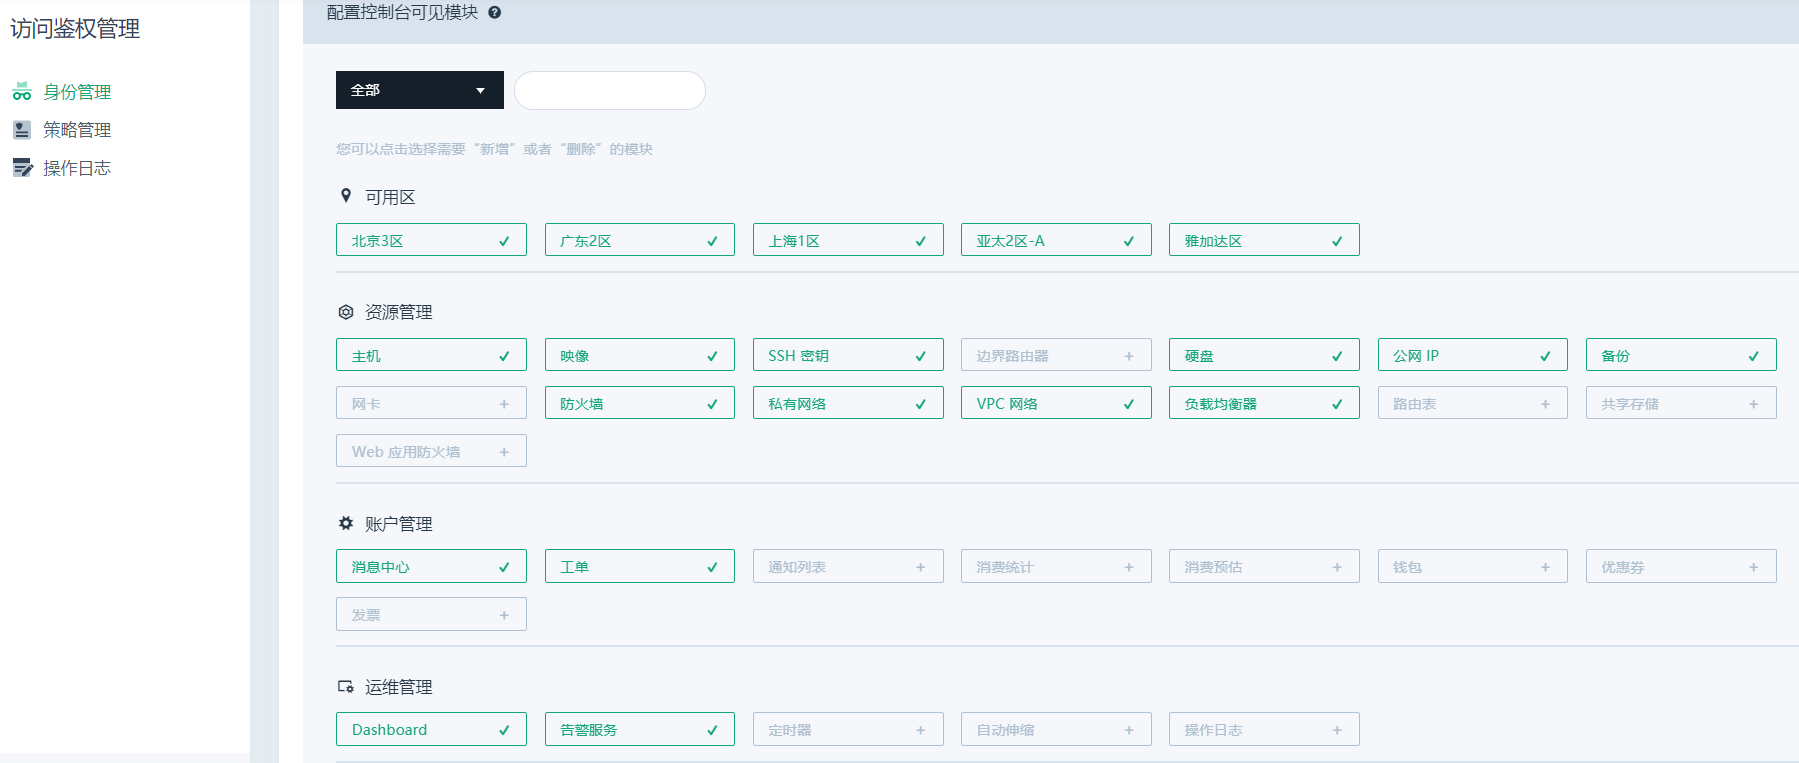 访问鉴权管理
身份管理
策略管理
操作日志
配置控制台可见模块
全部
您可以点击选择需要“新增”或者“删除”的模块
可用区
北京3区 广东2区 上海1区 亚太2区-A 雅加达区
资源管理
主机 映像 SSH 密钥 边界路由器 硬盘 公网 IP 备份
网卡 防火墙 私有网络 VPC 网络 负载均衡器 路由表 共享存储
Web 应用防火墙
账户管理
消息中心 工单 通知列表 消费统计 消费预估 钱包 优惠券
发票
运维管理
Dashboard 告警服务 定时器 自动伸缩 操作日志